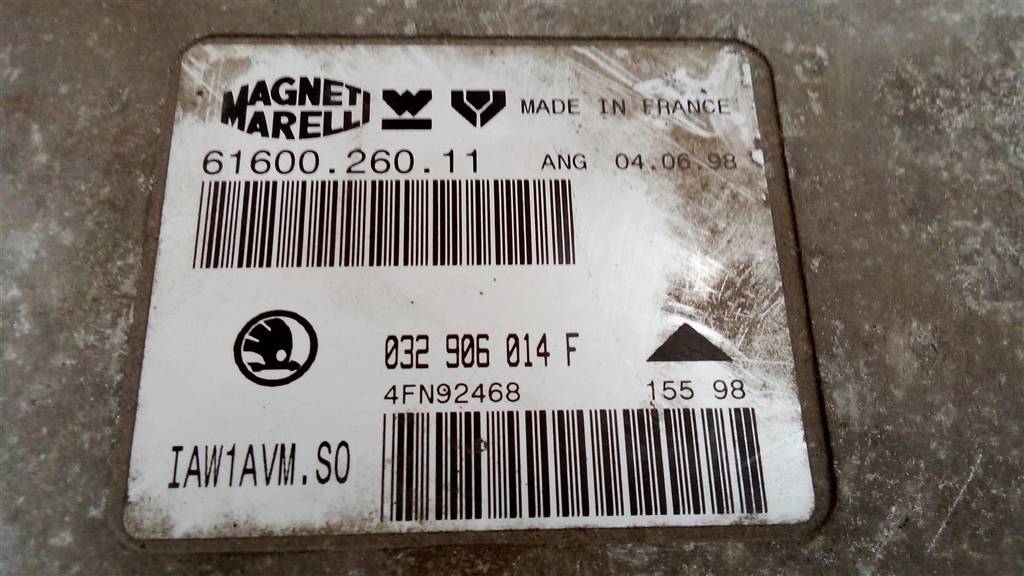 MAGNETI MARELLI W MADE IN FRANCE
61600.260.11 ANG 04.06.98
032 906 014 F
4FN92468 155 98
IAW1AVM.S0